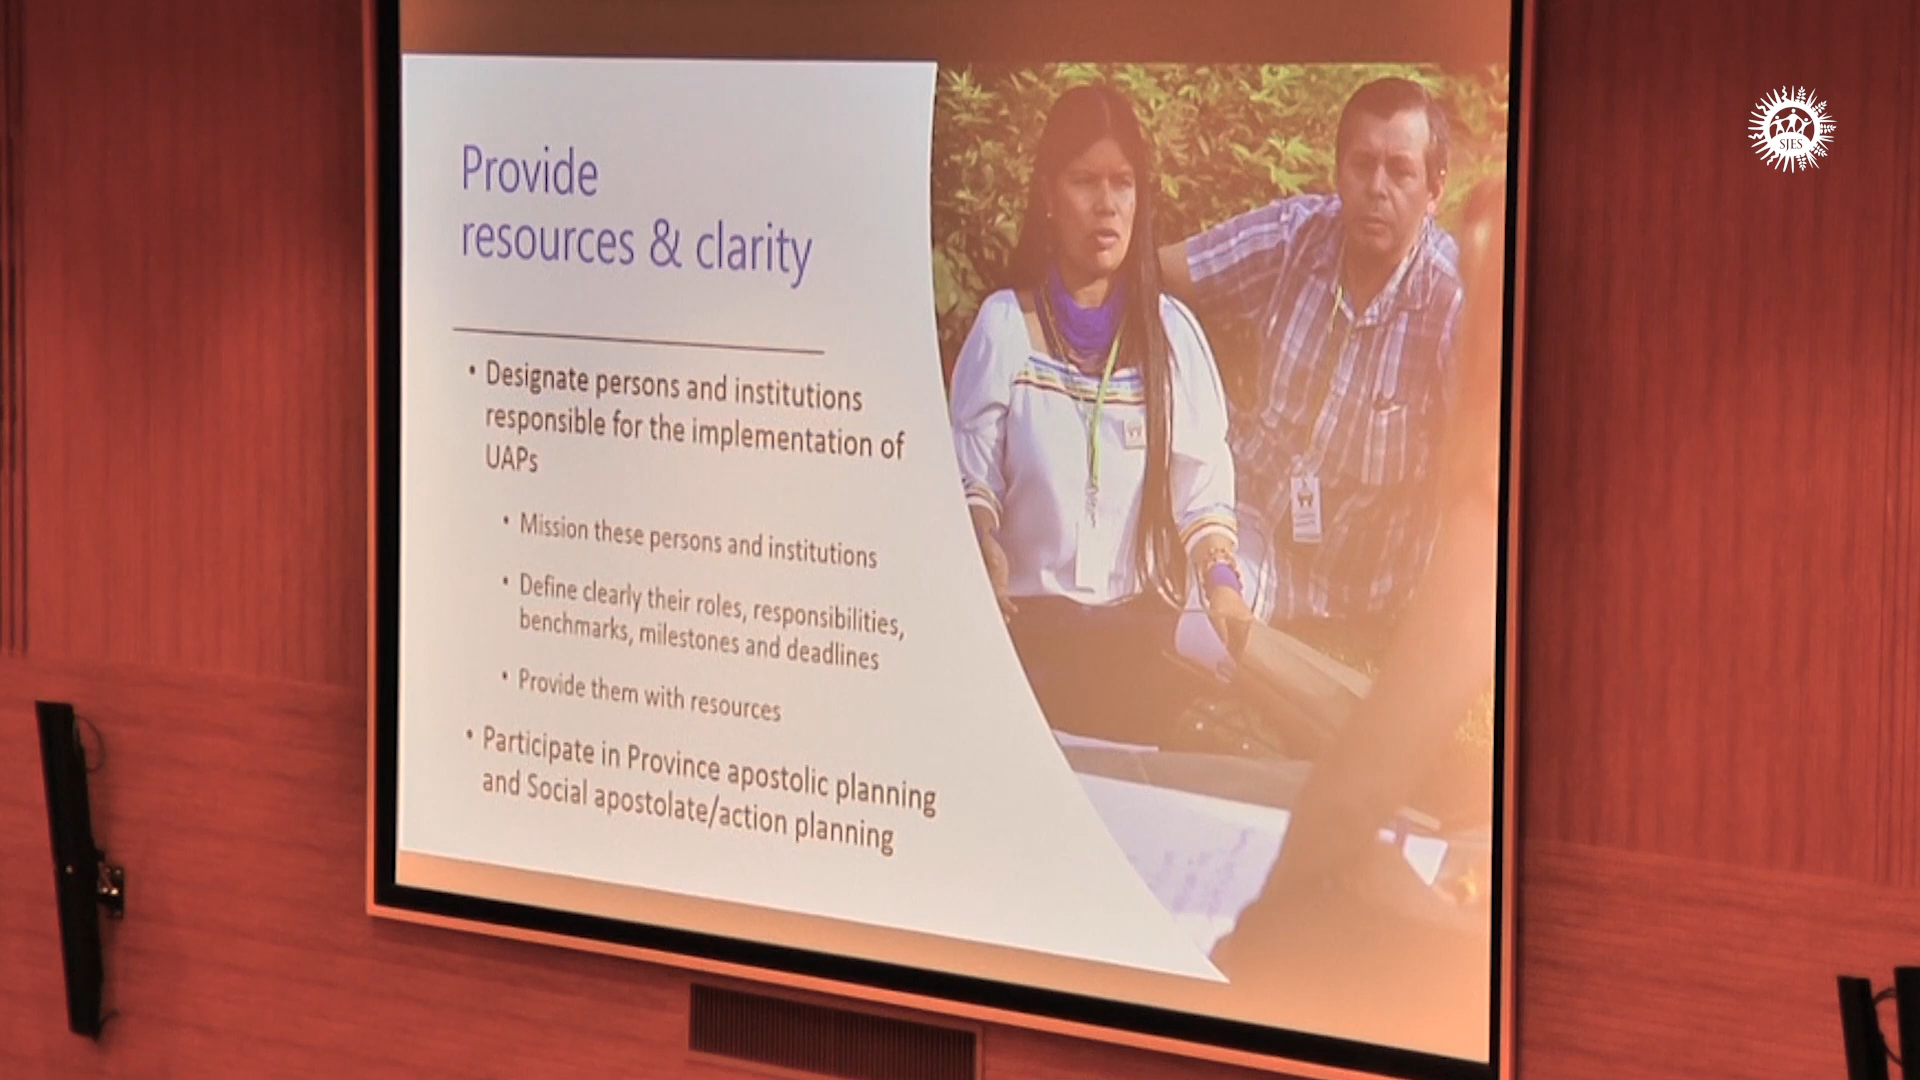 Provide
resources & clarity
• Designate persons and institutions
responsible for the implementation of
UAPs
• Mission these persons and institutions
• Define clearly their roles, responsibilities,
benchmarks, milestones and deadlines
• Provide them with resources
• Participate in Province apostolic planning
and Social apostolate/action planning
SJES